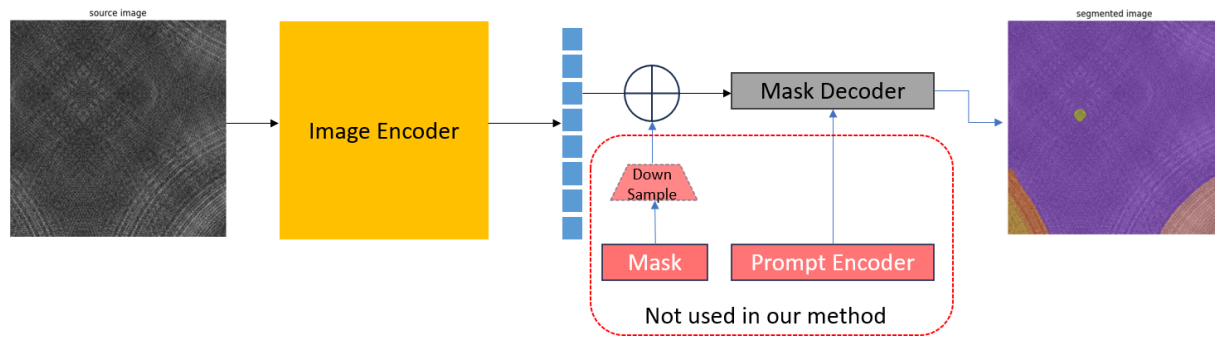 source image
segmented image
Image Encoder
Mask Decoder
Down
Sample
Mask
Prompt Encoder
Not used in our method